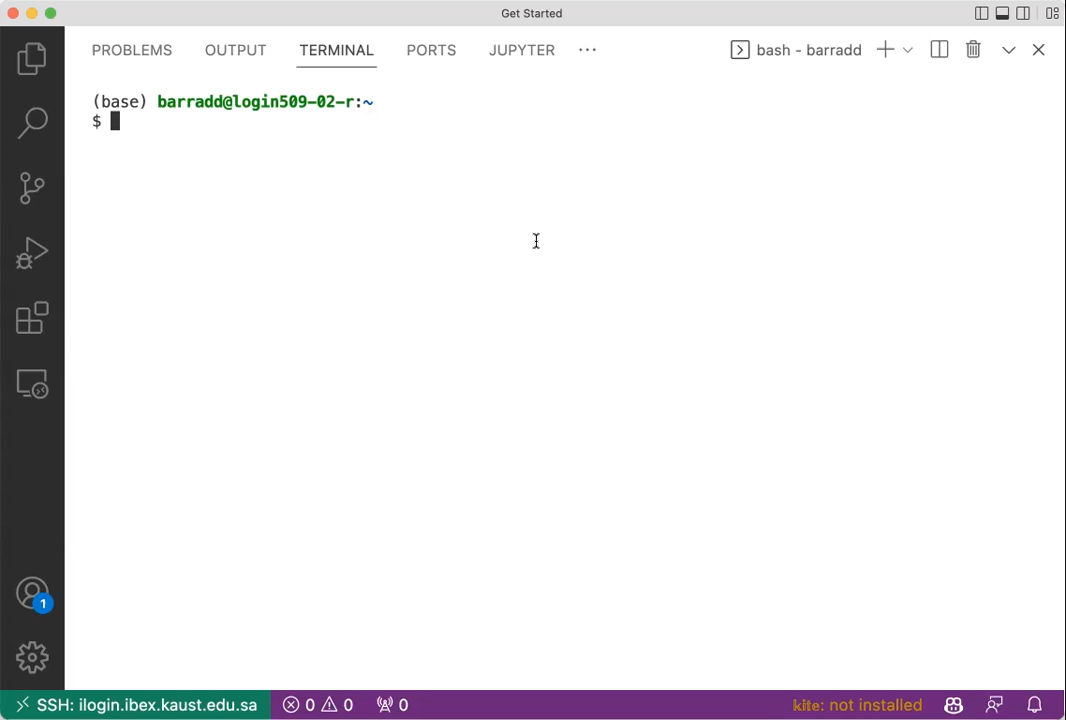 Get Started
PROBLEMS OUTPUT TERMINAL PORTS JUPYTER ··· bash - barradd
(base) barradd@login509-02-r:~
$
1
SSH: ilogin.ibex.kaust.edu.sa 0 0 0 kite: not installed